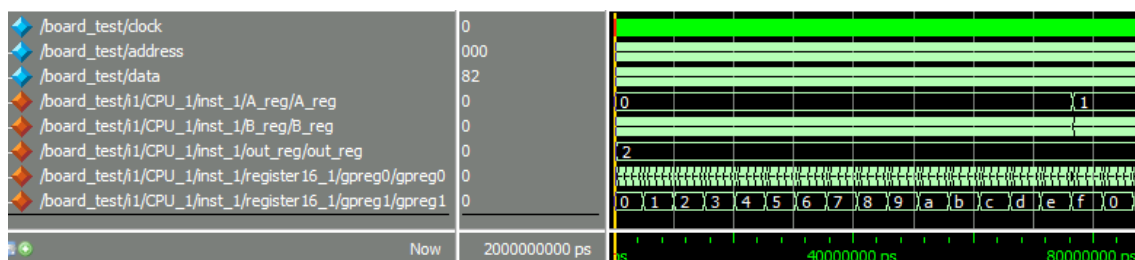 /board_test/clock 0
/board_test/address 000
/board_test/data 82
/board_test/i1/CPU_1/inst_1/A_reg/A_reg 0 0 1
/board_test/i1/CPU_1/inst_1/B_reg/B_reg 0
/board_test/i1/CPU_1/inst_1/out_reg/out_reg 0 2
/board_test/i1/CPU_1/inst_1/register16_1/gpreg0/gpreg0 0
/board_test/i1/CPU_1/inst_1/register16_1/gpreg1/gpreg1 0 0 1 2 3 4 5 6 7 8 9 a b c d e f 0
Now 2000000000 ps ps 40000000 ps 80000000 ps